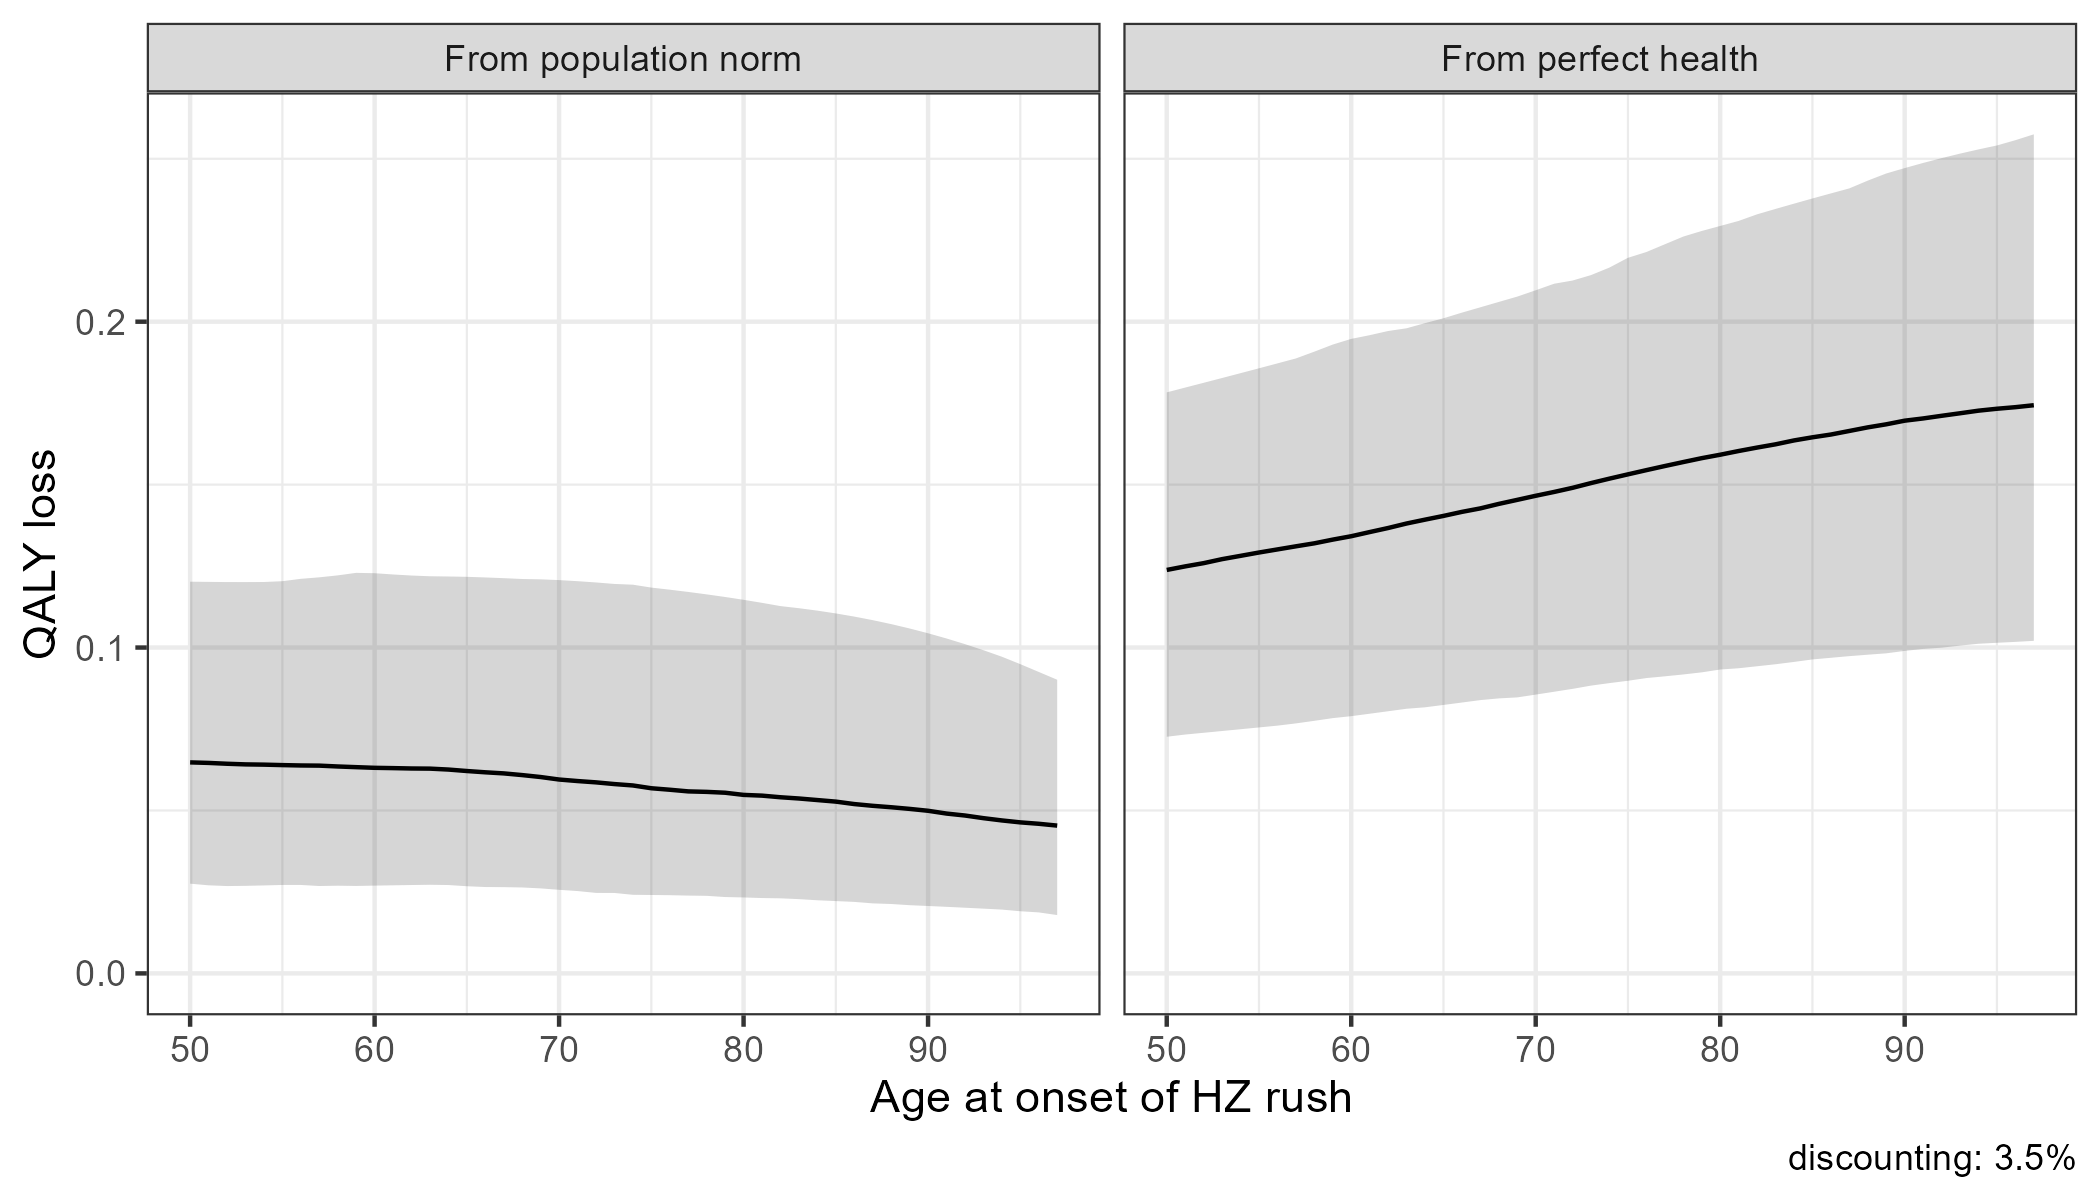 From population norm
From perfect health
QALY loss
0.2
0.1
0.0
50 60 70 80 90
50 60 70 80 90
Age at onset of HZ rush
discounting: 3.5%